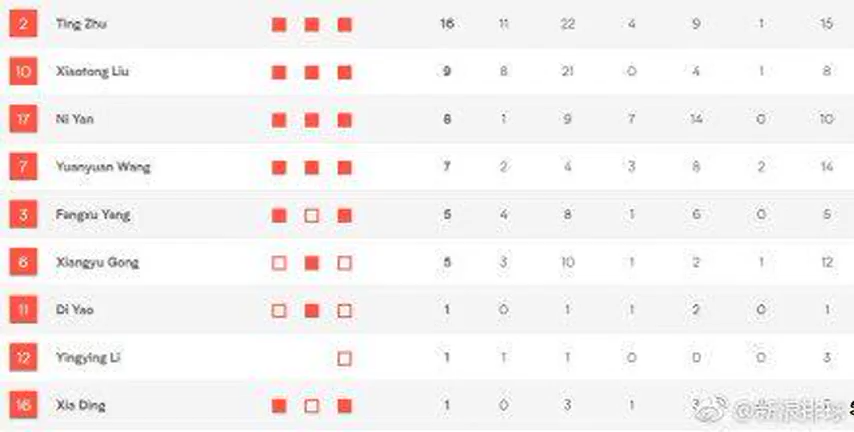 2 Ting Zhu 16 11 22 4 9 1 15
10 Xiaotong Liu 9 8 21 0 4 1 8
17 Ni Yan 8 1 9 7 14 0 10
7 Yuanyuan Wang 7 2 4 3 8 2 14
3 Fangxu Yang 5 4 8 1 6 0 5
6 Xiangyu Gong 5 3 10 1 2 1 12
11 Di Yao 1 0 1 1 2 0 1
12 Yingying Li 1 1 1 0 0 0 3
16 Xia Ding 1 0 3 1 3
@新浪排球